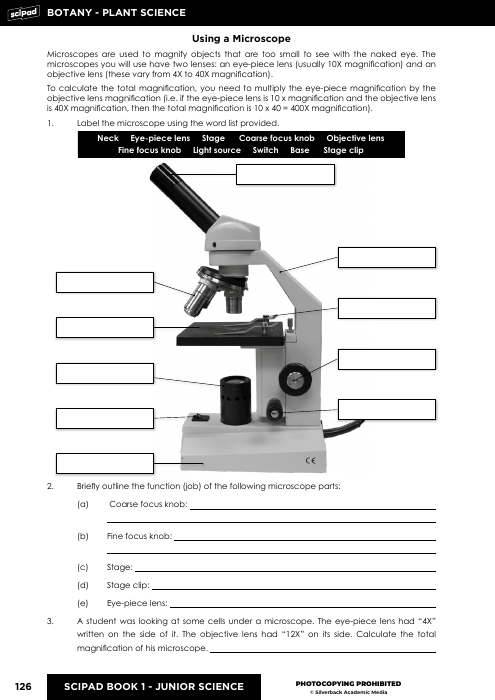 scipad BOTANY - PLANT SCIENCE
Using a Microscope
Microscopes are used to magnify objects that are too small to see with the naked eye. The
microscopes you will use have two lenses: an eye-piece lens (usually 10X magnification) and an
objective lens (these vary from 4X to 40X magnification).
To calculate the total magnification, you need to multiply the eye-piece magnification by the
objective lens magnification (i.e. if the eye-piece lens is 10 x magnification and the objective lens
is 40X magnification, then the total magnification is 10 x 40 = 400X magnification).
1. Label the microscope using the word list provided.
Neck Eye-piece lens Stage Coarse focus knob Objective lens
Fine focus knob Light source Switch Base Stage clip
CE
2. Briefly outline the function (job) of the following microscope parts:
(a) Coarse focus knob:
(b) Fine focus knob:
(c) Stage:
(d) Stage clip:
(e) Eye-piece lens:
3. A student was looking at some cells under a microscope. The eye-piece lens had “4X”
written on the side of it. The objective lens had “12X” on its side. Calculate the total
magnification of his microscope.
126 SCIPAD BOOK 1 - JUNIOR SCIENCE PHOTOCOPYING PROHIBITED
© Silverback Academic Media